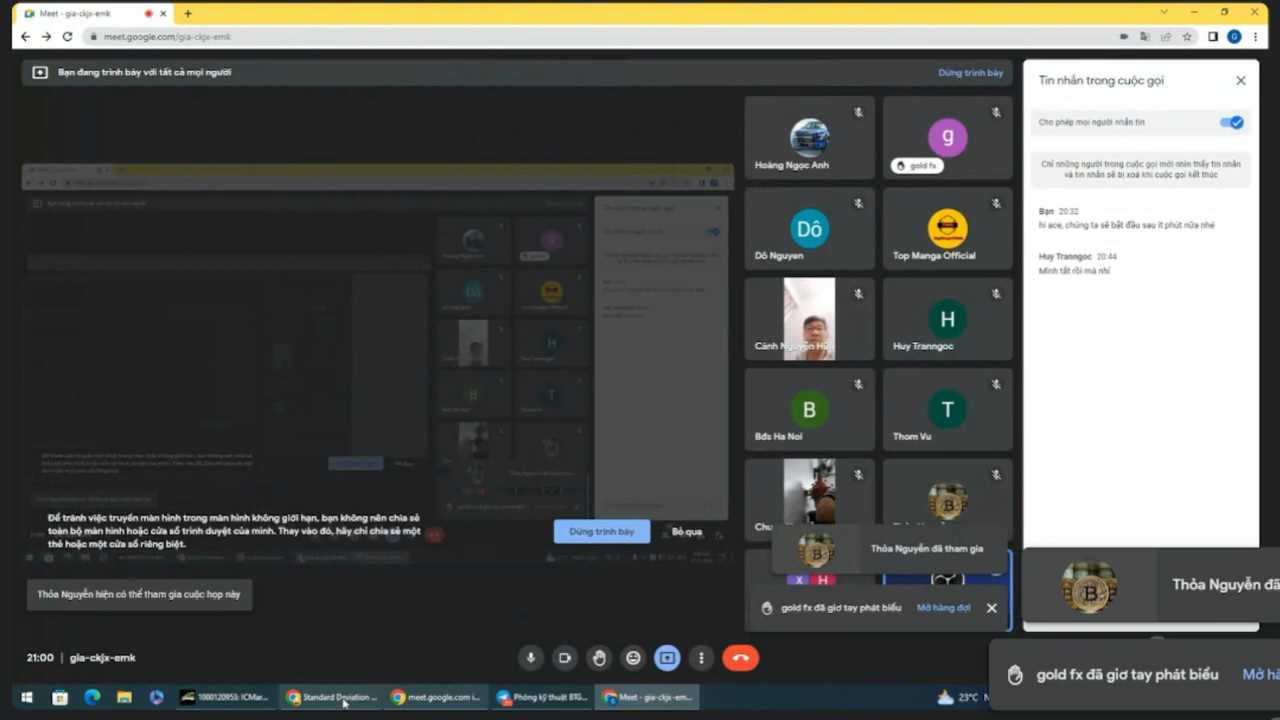 Meet - gia-ckjx-emk
meet.google.com/gia-ckjx-emk
G
Bạn đang trình bày với tất cả mọi người
Dừng trình bày
Tin nhắn trong cuộc gọi
Cho phép mọi người nhắn tin
Chỉ những người trong cuộc gọi mới nhìn thấy tin nhắn
và tin nhắn sẽ bị xoá khi cuộc gọi kết thúc
Bạn 20:32
hi ace, chúng ta sẽ bắt đầu sau ít phút nữa nhé
Huy Tranngoc 20:44
Mình tắt rồi mà nhỉ
Hoàng Ngọc Anh
g
gold fx
Dô
Dô Nguyen
Top Manga Official
Cảnh Nguyễn Hữu
H
Huy Tranngoc
B
Bđs Ha Noi
T
Thom Vu
X H
Thỏa Nguyễn đã tham gia
gold fx đã giơ tay phát biểu
Mở hàng đợi
Để tránh việc truyền màn hình trong màn hình không giới hạn, bạn không nên chia sẻ
toàn bộ màn hình hoặc cửa sổ trình duyệt của mình. Thay vào đó, hãy chỉ chia sẻ một
thẻ hoặc một cửa sổ riêng biệt.
Dừng trình bày
Bỏ qua
Thỏa Nguyễn hiện có thể tham gia cuộc họp này
Thỏa Nguyễn đã
gold fx đã giơ tay phát biểu
Mở hà
21:00 | gia-ckjx-emk
1000120953: ICMar...
Standard Deviation ...
meet.google.com i...
Phòng kỹ thuật BTG...
Meet - gia-ckjx-em...
23°C